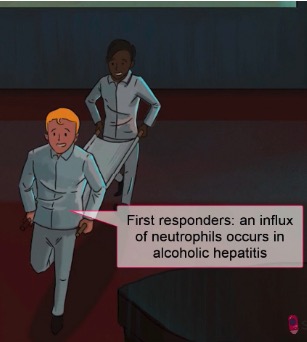 First responders: an influx
of neutrophils occurs in
alcoholic hepatitis